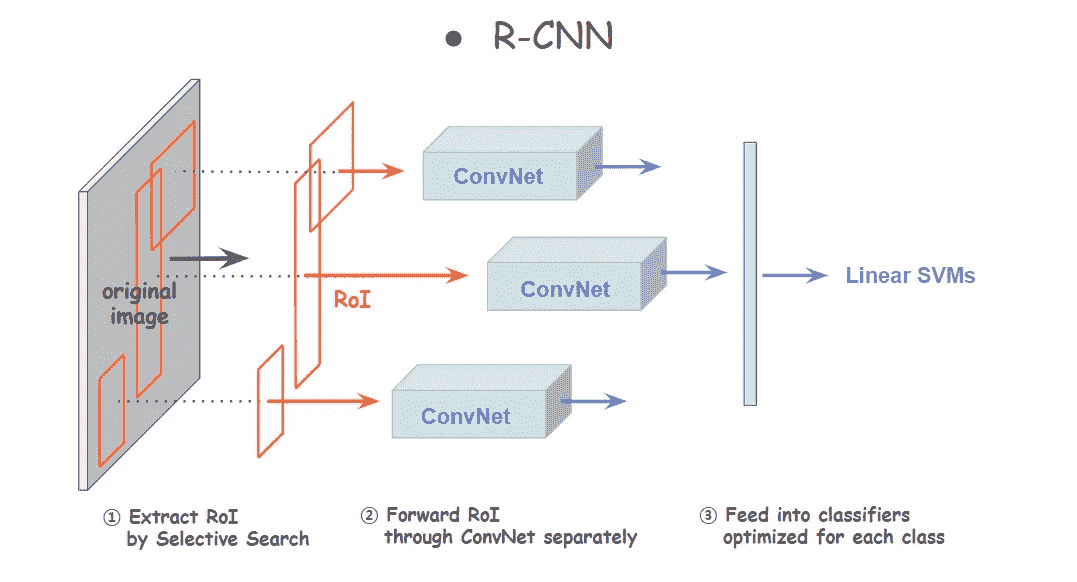 ● R-CNN
original
image
RoI
ConvNet
ConvNet
ConvNet
Linear SVMs
① Extract RoI
by Selective Search
② Forward RoI
through ConvNet separately
③ Feed into classifiers
optimized for each class